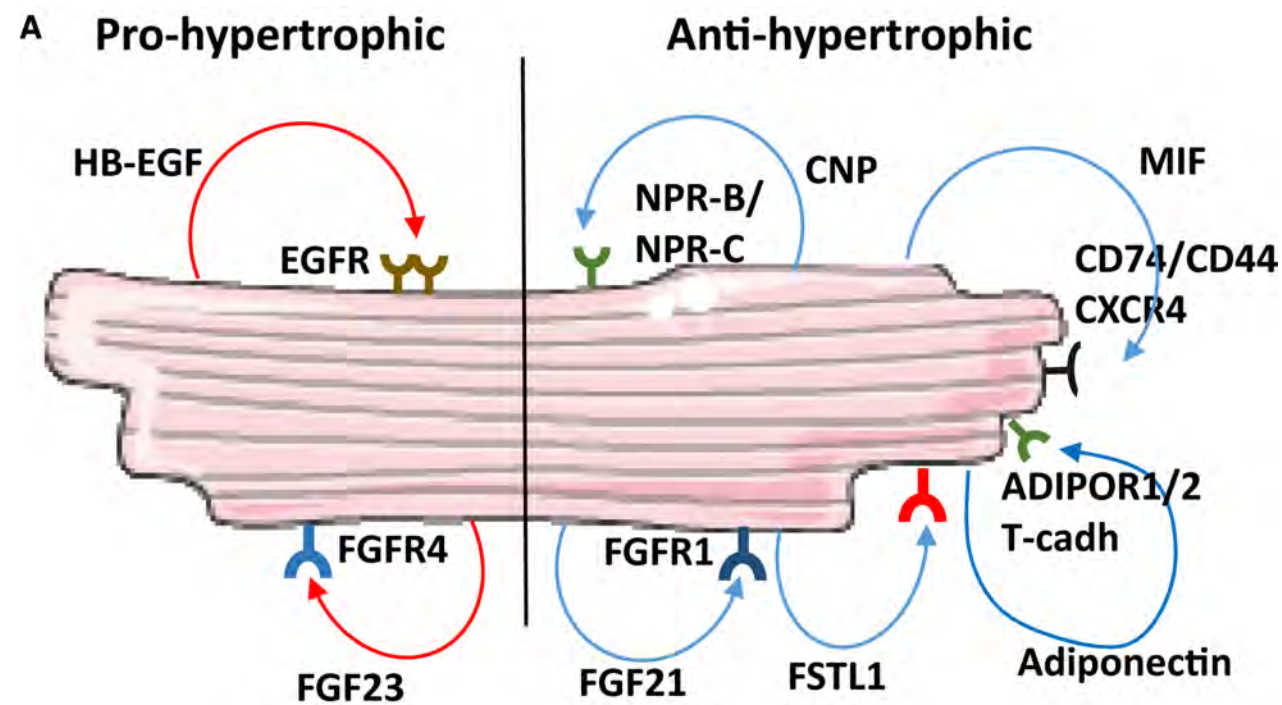 A
Pro-hypertrophic
Anti-hypertrophic
HB-EGF
EGFR
NPR-B/
NPR-C
CNP
MIF
CD74/CD44
CXCR4
ADIPOR1/2
T-cadh
FGFR4
FGFR1
FGF23
FGF21
FSTL1
Adiponectin